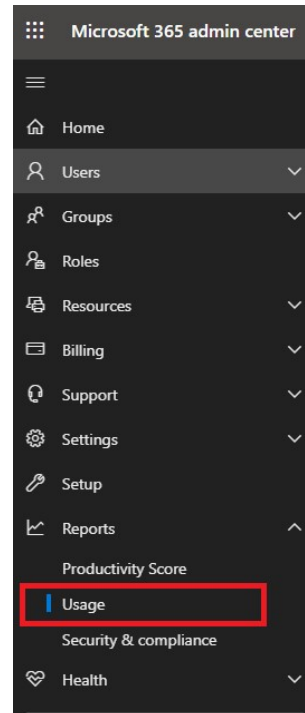 Microsoft 365 admin center
Home
Users
Groups
Roles
Resources
Billing
Support
Settings
Setup
Reports
Productivity Score
Usage
Security & compliance
Health